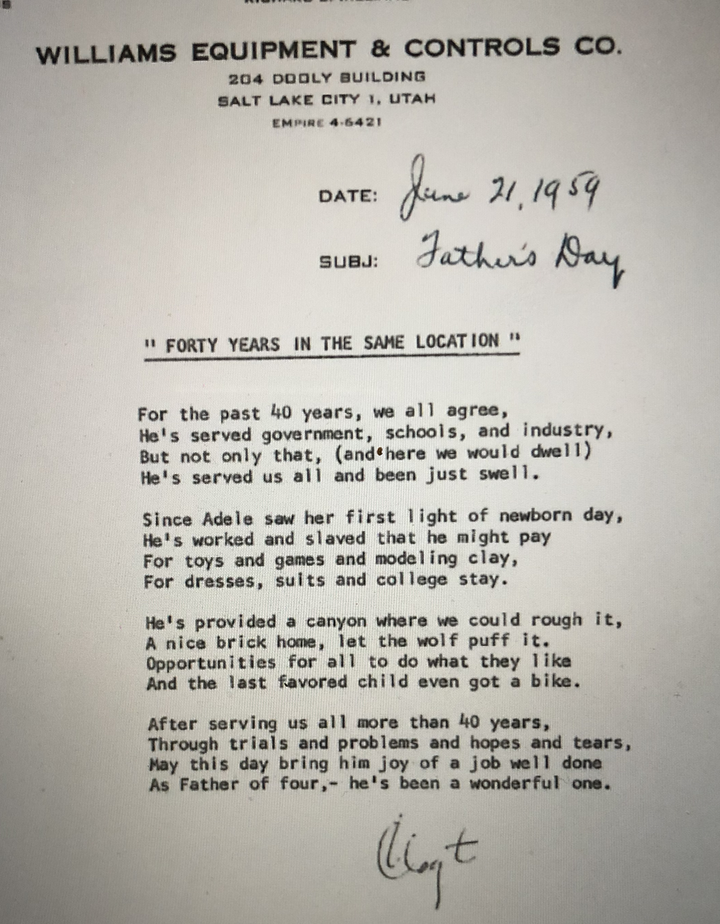 WILLIAMS EQUIPMENT & CONTROLS CO.
204 DOOLY BUILDING
SALT LAKE CITY 1, UTAH
EMPIRE 4-6421
DATE: June 21, 1959
SUBJ: Father's Day
" FORTY YEARS IN THE SAME LOCATION "
For the past 40 years, we all agree,
He's served government, schools, and industry,
But not only that, (and here we would dwell)
He's served us all and been just swell.
Since Adele saw her first light of newborn day,
He's worked and slaved that he might pay
For toys and games and modeling clay,
For dresses, suits and college stay.
He's provided a canyon where we could rough it,
A nice brick home, let the wolf puff it.
Opportunities for all to do what they like
And the last favored child even got a bike.
After serving us all more than 40 years,
Through trials and problems and hopes and tears,
May this day bring him joy of a job well done
As Father of four,- he's been a wonderful one.